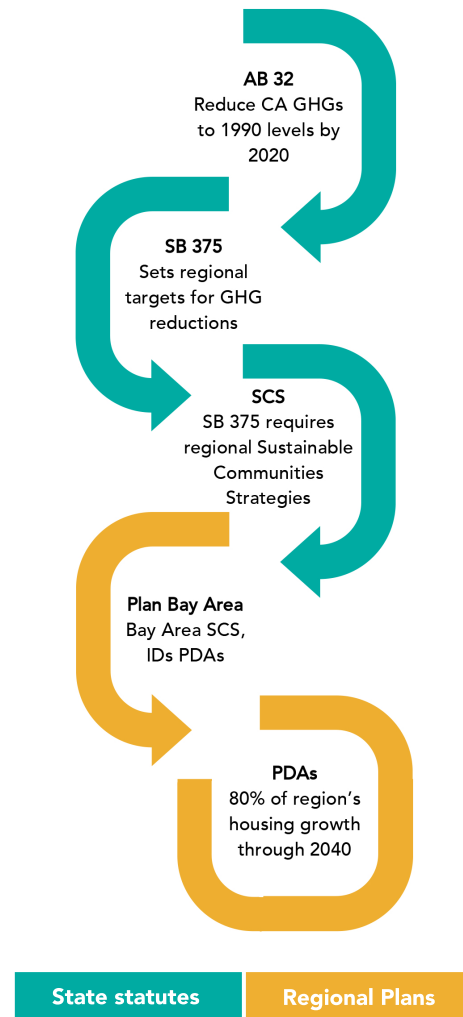 AB 32
Reduce CA GHGs
to 1990 levels by
2020
SB 375
Sets regional
targets for GHG
reductions
SCS
SB 375 requires
regional Sustainable
Communities
Strategies
Plan Bay Area
Bay Area SCS,
IDs PDAs
PDAs
80% of region’s
housing growth
through 2040
State statutes
Regional Plans